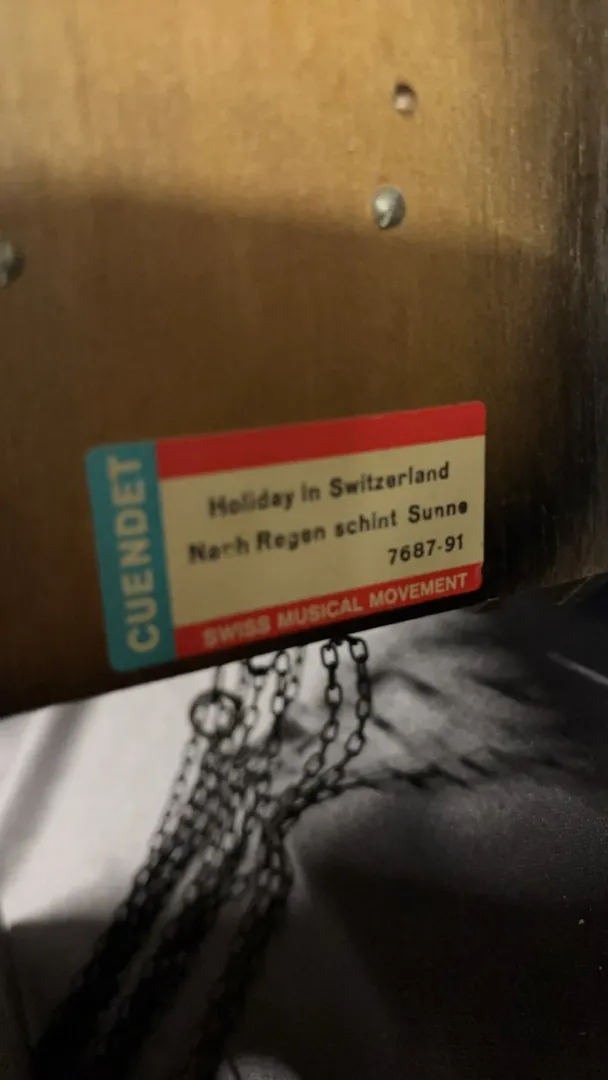 CUENDET
Holiday in Switzerland
Nach Regen schint Sunne
7687-91
SWISS MUSICAL MOVEMENT